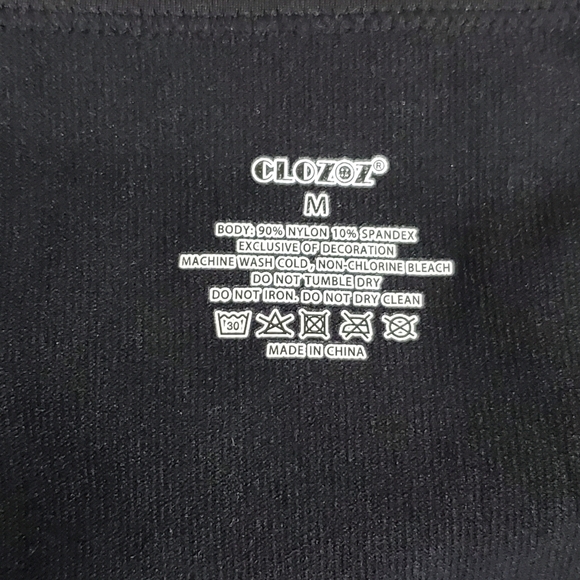 CLOZOZ®
M
BODY: 90% NYLON 10% SPANDEX
EXCLUSIVE OF DECORATION
MACHINE WASH COLD, NON-CHLORINE BLEACH
DO NOT TUMBLE DRY
DO NOT IRON. DO NOT DRY CLEAN
30
MADE IN CHINA